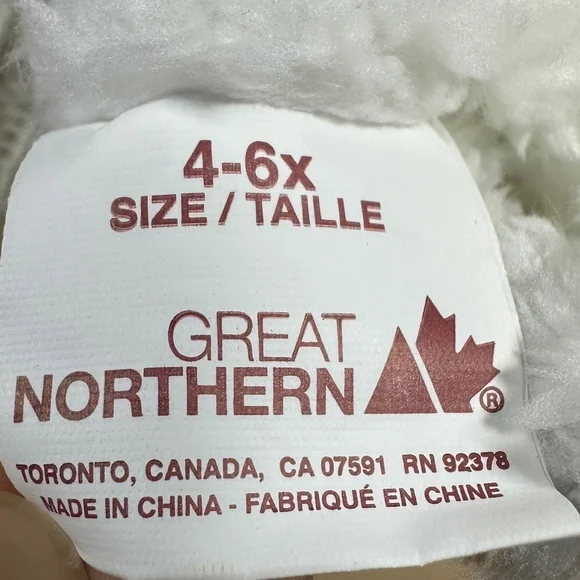 4-6x
SIZE / TAILLE
GREAT
NORTHERN ®
TORONTO, CANADA, CA 07591 RN 92378
MADE IN CHINA - FABRIQUÉ EN CHINE